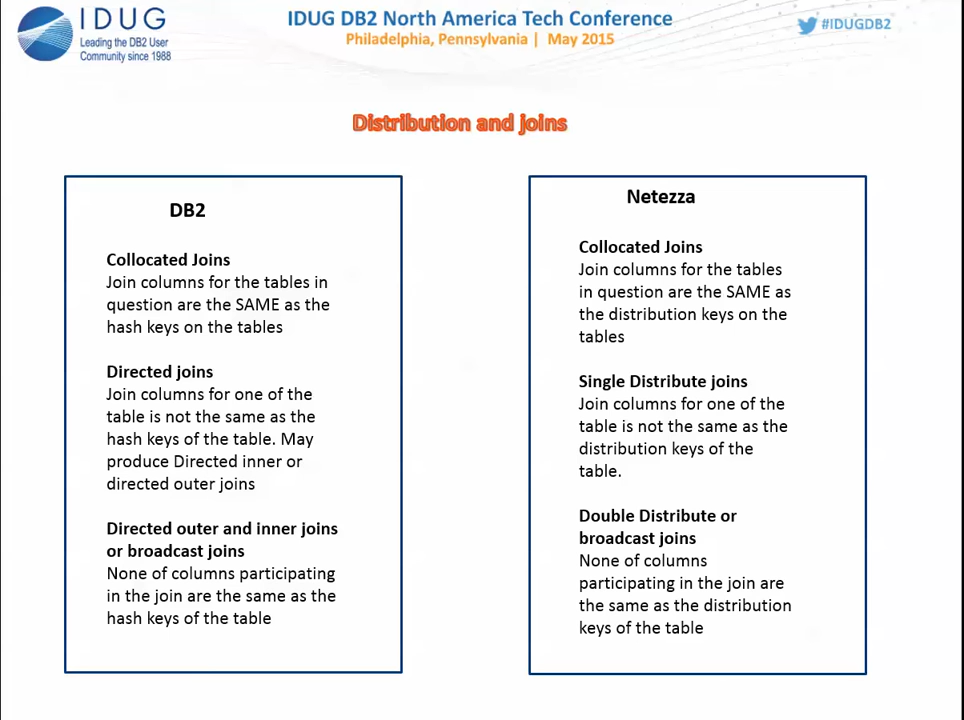 IDUG
Leading the DB2 User
Community since 1988
IDUG DB2 North America Tech Conference
Philadelphia, Pennsylvania | May 2015
#IDUGDB2
Distribution and joins
DB2
Collocated Joins
Join columns for the tables in
question are the SAME as the
hash keys on the tables
Directed joins
Join columns for one of the
table is not the same as the
hash keys of the table. May
produce Directed inner or
directed outer joins
Directed outer and inner joins
or broadcast joins
None of columns participating
in the join are the same as the
hash keys of the table
Netezza
Collocated Joins
Join columns for the tables
in question are the SAME as
the distribution keys on the
tables
Single Distribute joins
Join columns for one of the
table is not the same as the
distribution keys of the
table.
Double Distribute or
broadcast joins
None of columns
participating in the join are
the same as the distribution
keys of the table